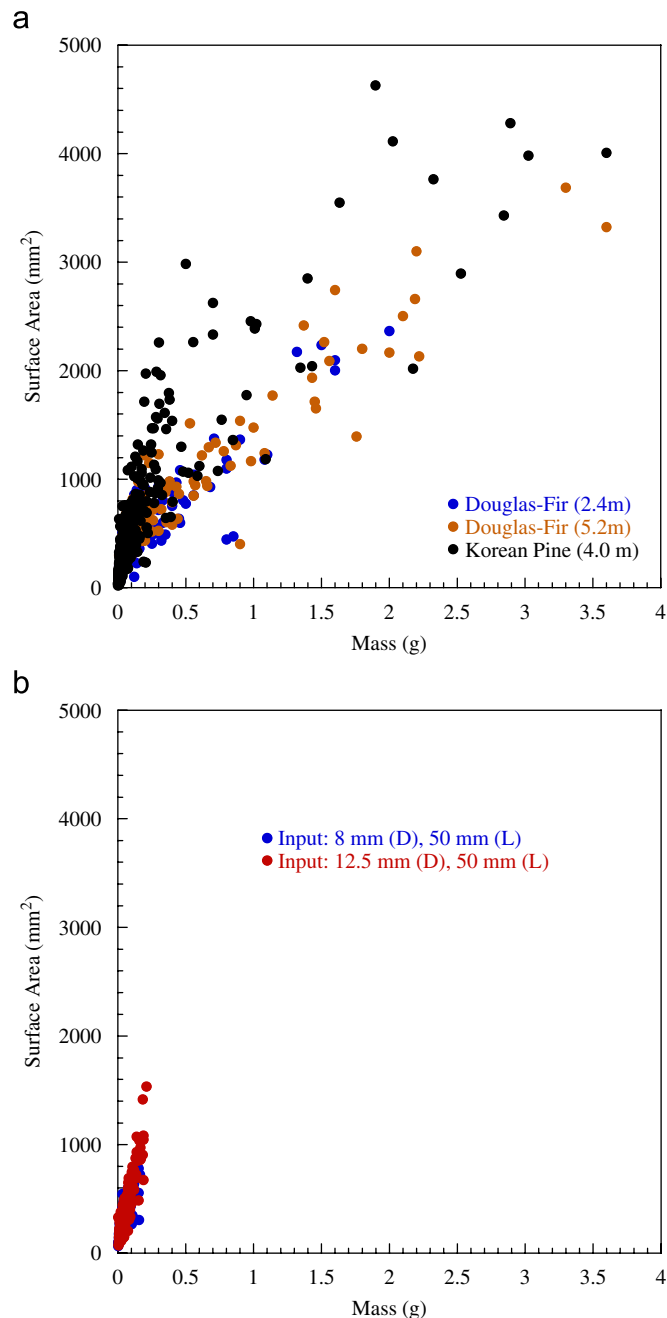 a
5000
4000
3000
2000
1000
0
Surface Area (mm²)
Douglas-Fir (2.4m)
Douglas-Fir (5.2m)
Korean Pine (4.0 m)
0 0.5 1 1.5 2 2.5 3 3.5 4
Mass (g)
b
5000
4000
3000
2000
1000
0
Surface Area (mm²)
Input: 8 mm (D), 50 mm (L)
Input: 12.5 mm (D), 50 mm (L)
0 0.5 1 1.5 2 2.5 3 3.5 4
Mass (g)